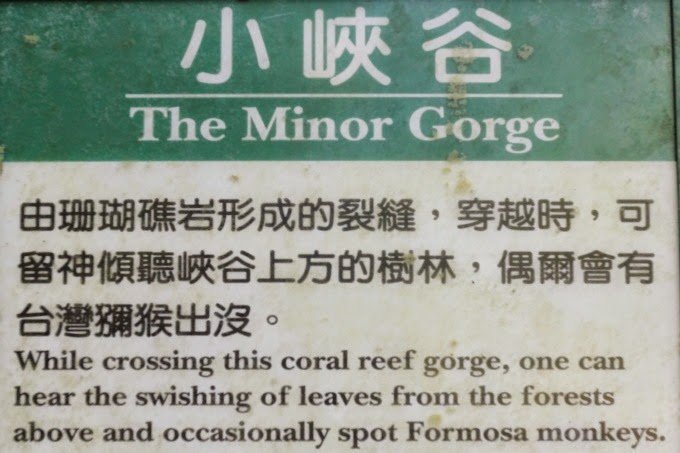 小峽谷
The Minor Gorge
由珊瑚礁岩形成的裂縫，穿越時，可
留神傾聽峽谷上方的樹林，偶爾會有
台灣獼猴出沒。
While crossing this coral reef gorge, one can
hear the swishing of leaves from the forests
above and occasionally spot Formosa monkeys.